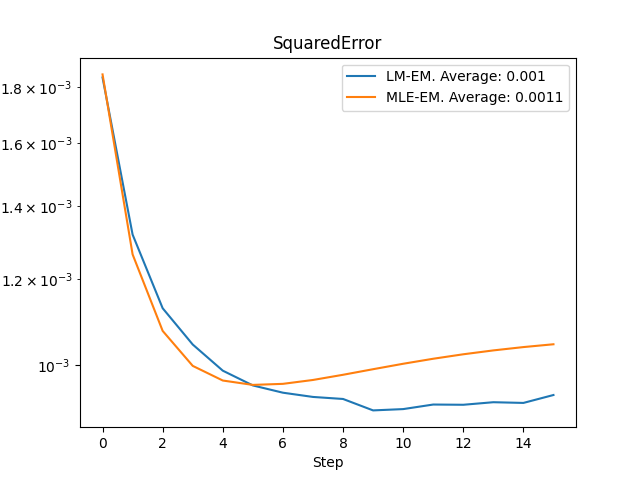 SquaredError
LM-EM. Average: 0.001
MLE-EM. Average: 0.0011
1.8 × 10⁻³
1.6 × 10⁻³
1.4 × 10⁻³
1.2 × 10⁻³
10⁻³
0 2 4 6 8 10 12 14
Step